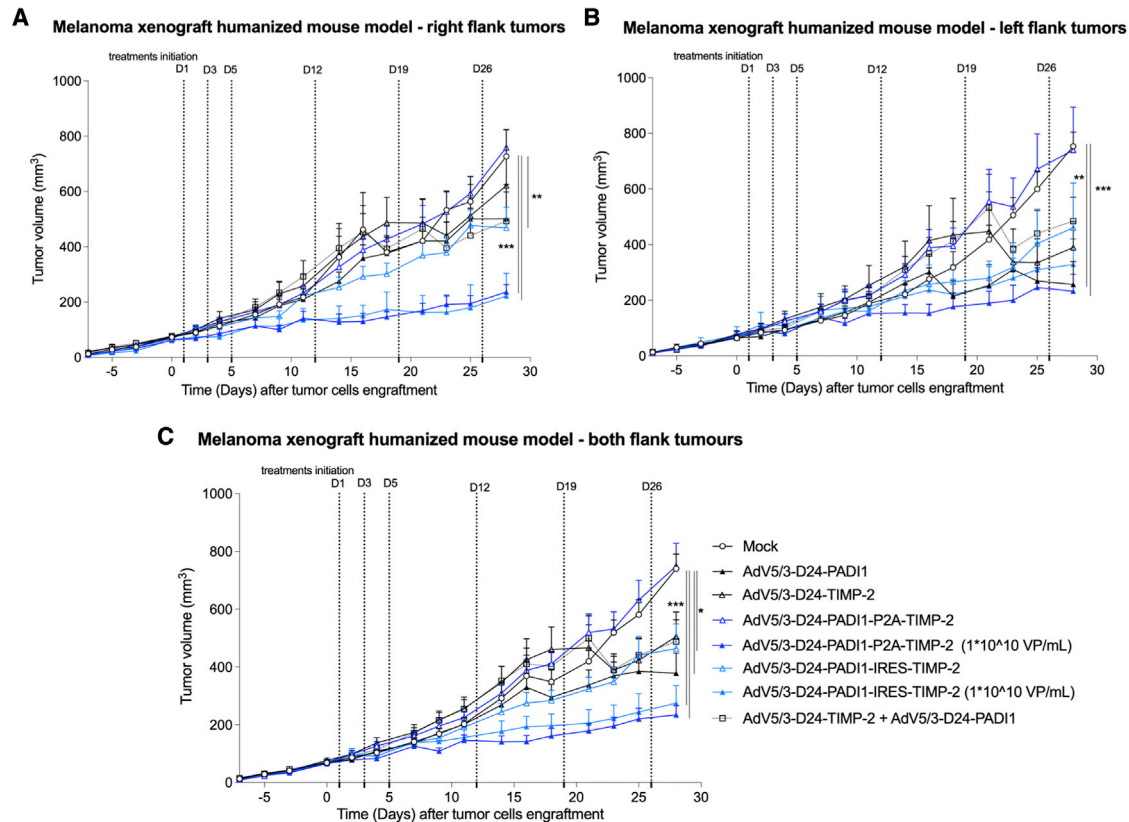 A Melanoma xenograft humanized mouse model - right flank tumors
treatments initiation
D1 D3 D5 D12 D19 D26
Tumor volume (mm³)
1000
800
600
400
200
0
**
***
-5 0 5 10 15 20 25 30
Time (Days) after tumor cells engraftment
B Melanoma xenograft humanized mouse model - left flank tumors
treatments initiation
D1 D3 D5 D12 D19 D26
Tumor volume (mm³)
1000
800
600
400
200
0
**
***
-5 0 5 10 15 20 25 30
Time (Days) after tumor cells engraftment
C Melanoma xenograft humanized mouse model - both flank tumours
treatments initiation
D1 D3 D5 D12 D19 D26
Tumor volume (mm³)
1000
800
600
400
200
0
***
*
-5 0 5 10 15 20 25 30
Time (Days) after tumor cells engraftment
Mock
AdV5/3-D24-PADI1
AdV5/3-D24-TIMP-2
AdV5/3-D24-PADI1-P2A-TIMP-2
AdV5/3-D24-PADI1-P2A-TIMP-2 (1*10^10 VP/mL)
AdV5/3-D24-PADI1-IRES-TIMP-2
AdV5/3-D24-PADI1-IRES-TIMP-2 (1*10^10 VP/mL)
AdV5/3-D24-TIMP-2 + AdV5/3-D24-PADI1